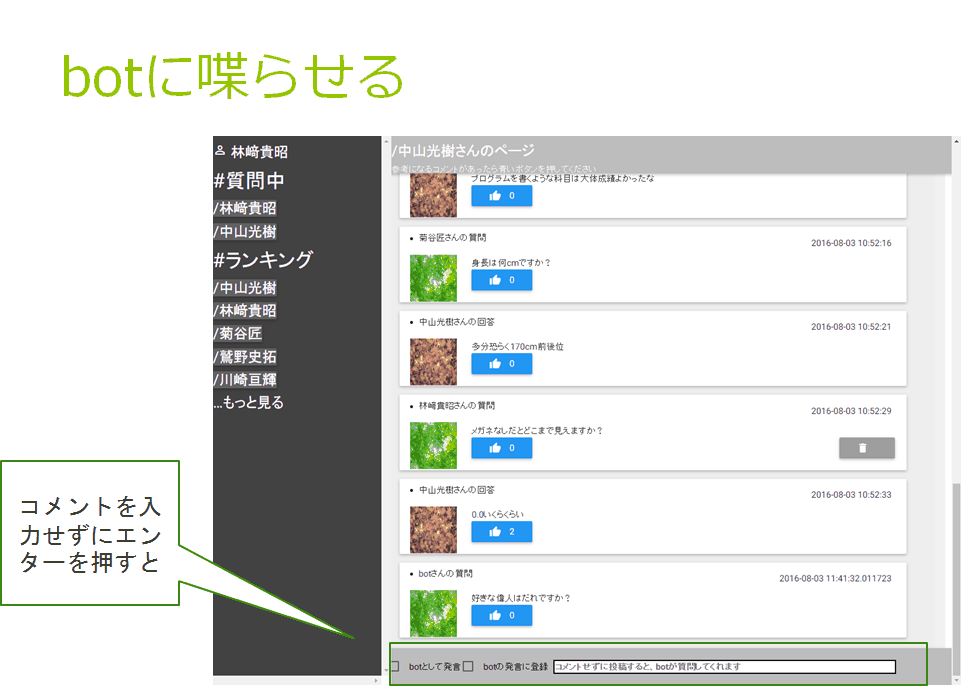 botに喋らせる
林﨑貴昭
#質問中
/林﨑貴昭
/中山光樹
#ランキング
/中山光樹
/林﨑貴昭
/菊谷匠
/鷲野史拓
/川崎亘輝
...もっと見る
コメントを入
力せずにエン
ターを押すと
/中山光樹さんのページ
参考になるコメントがあったら青いボタンを押してください
プログラムを書くような科目は大体成績よかったな
0
菊谷匠さんの質問
2016-08-03 10:52:16
身長は何cmですか？
0
中山光樹さんの回答
2016-08-03 10:52:21
多分恐らく170cm前後位
0
林﨑貴昭さんの質問
2016-08-03 10:52:29
メガネなしだとどこまで見えますか？
0
中山光樹さんの回答
2016-08-03 10:52:33
0.0いくらくらい
2
botさんの質問
2016-08-03 11:41:32.011723
好きな偉人はだれですか？
0
botとして発言 botの発言に登録 コメントせずに投稿すると、botが質問してくれます